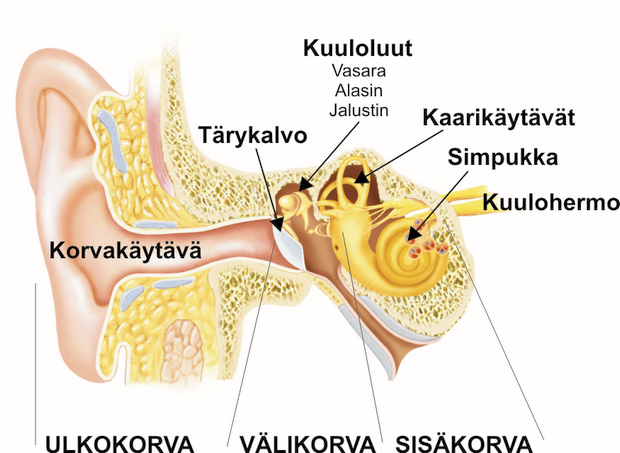 Kuuloluut
Vasara
Alasin
Jalustin
Kaarikäytävät
Tärykalvo
Simpukka
Kuulohermo
Korvakäytävä
ULKOKORVA
VÄLIKORVA
SISÄKORVA